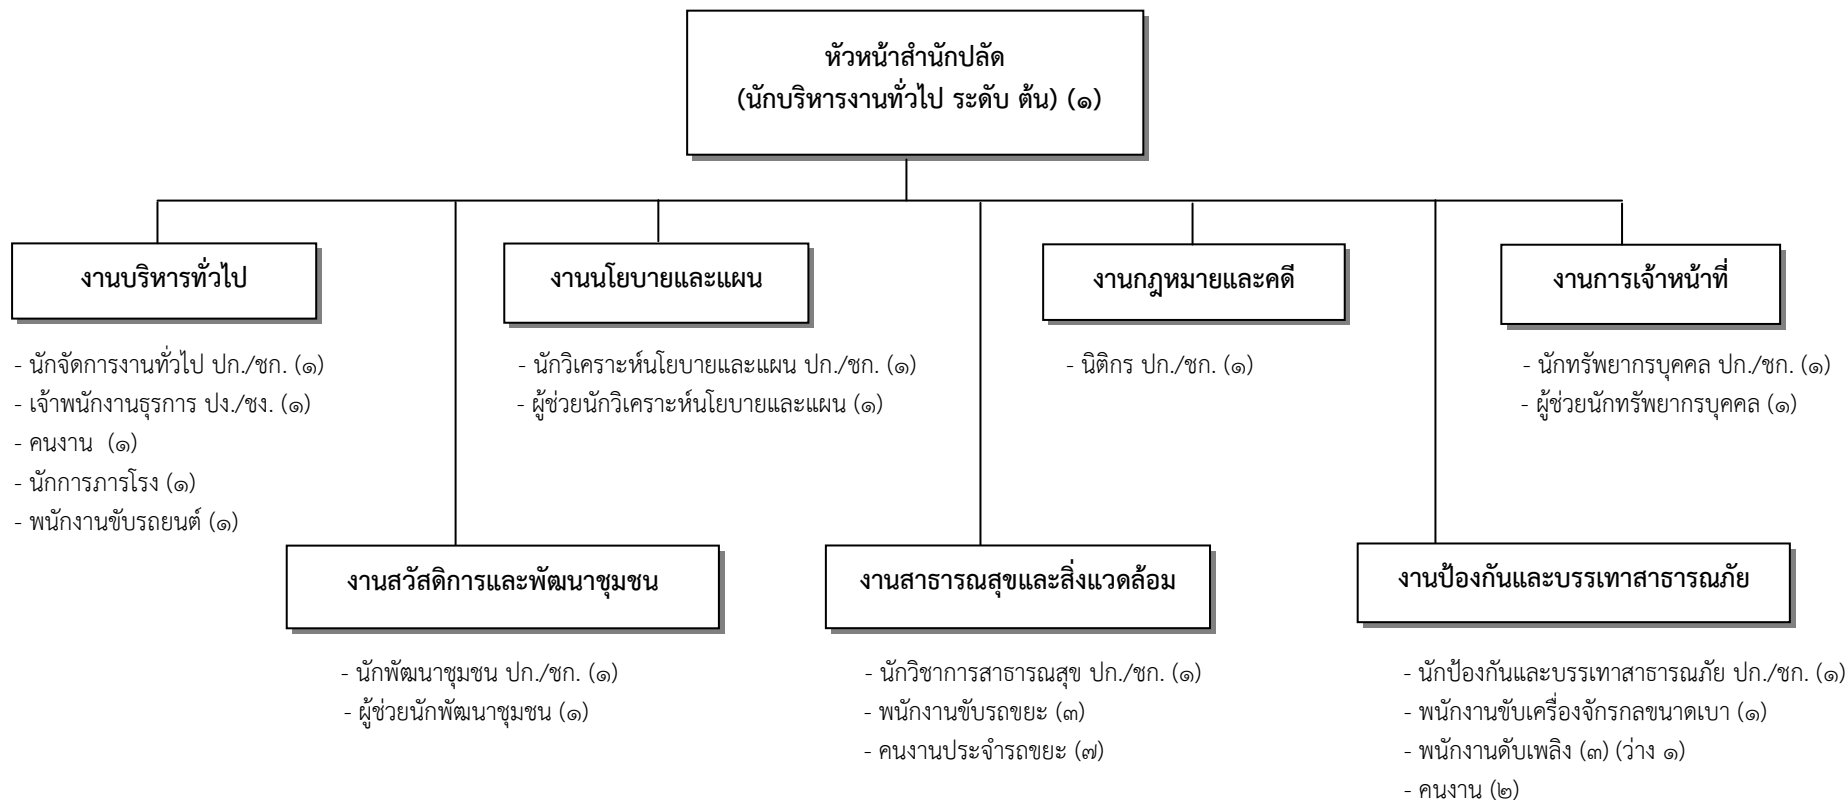 หัวหน้าสำนักปลัด
(นักบริหารงานทั่วไป ระดับ ต้น) (๑)
งานบริหารทั่วไป
- นักจัดการงานทั่วไป ปก./ชก. (๑)
- เจ้าพนักงานธุรการ ปง./ชง. (๑)
- คนงาน (๑)
- นักการภารโรง (๑)
- พนักงานขับรถยนต์ (๑)
งานนโยบายและแผน
- นักวิเคราะห์นโยบายและแผน ปก./ชก. (๑)
- ผู้ช่วยนักวิเคราะห์นโยบายและแผน (๑)
งานกฎหมายและคดี
- นิติกร ปก./ชก. (๑)
งานการเจ้าหน้าที่
- นักทรัพยากรบุคคล ปก./ชก. (๑)
- ผู้ช่วยนักทรัพยากรบุคคล (๑)
งานสวัสดิการและพัฒนาชุมชน
- นักพัฒนาชุมชน ปก./ชก. (๑)
- ผู้ช่วยนักพัฒนาชุมชน (๑)
งานสาธารณสุขและสิ่งแวดล้อม
- นักวิชาการสาธารณสุข ปก./ชก. (๑)
- พนักงานขับรถขยะ (๓)
- คนงานประจำรถขยะ (๗)
งานป้องกันและบรรเทาสาธารณภัย
- นักป้องกันและบรรเทาสาธารณภัย ปก./ชก. (๑)
- พนักงานขับเครื่องจักรกลขนาดเบา (๑)
- พนักงานดับเพลิง (๓) (ว่าง ๑)
- คนงาน (๒)